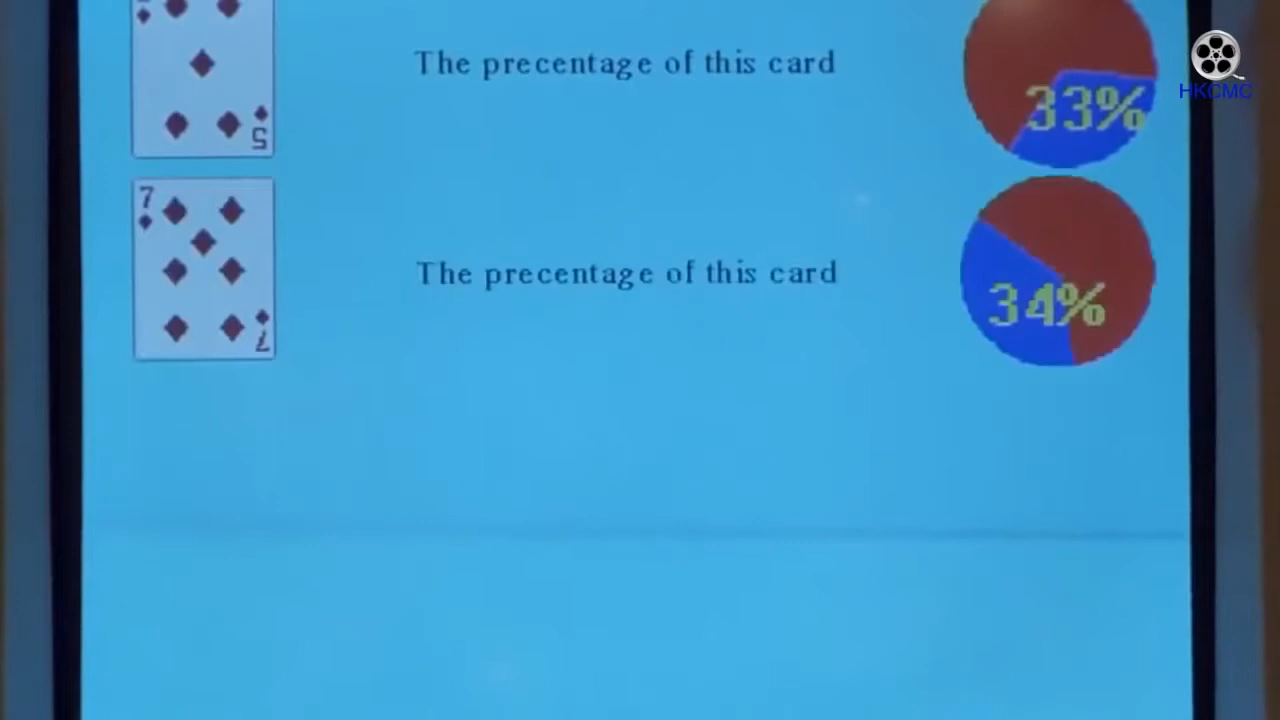 The precentage of this card
33%
HKCMC
5
7
The precentage of this card
34%
7